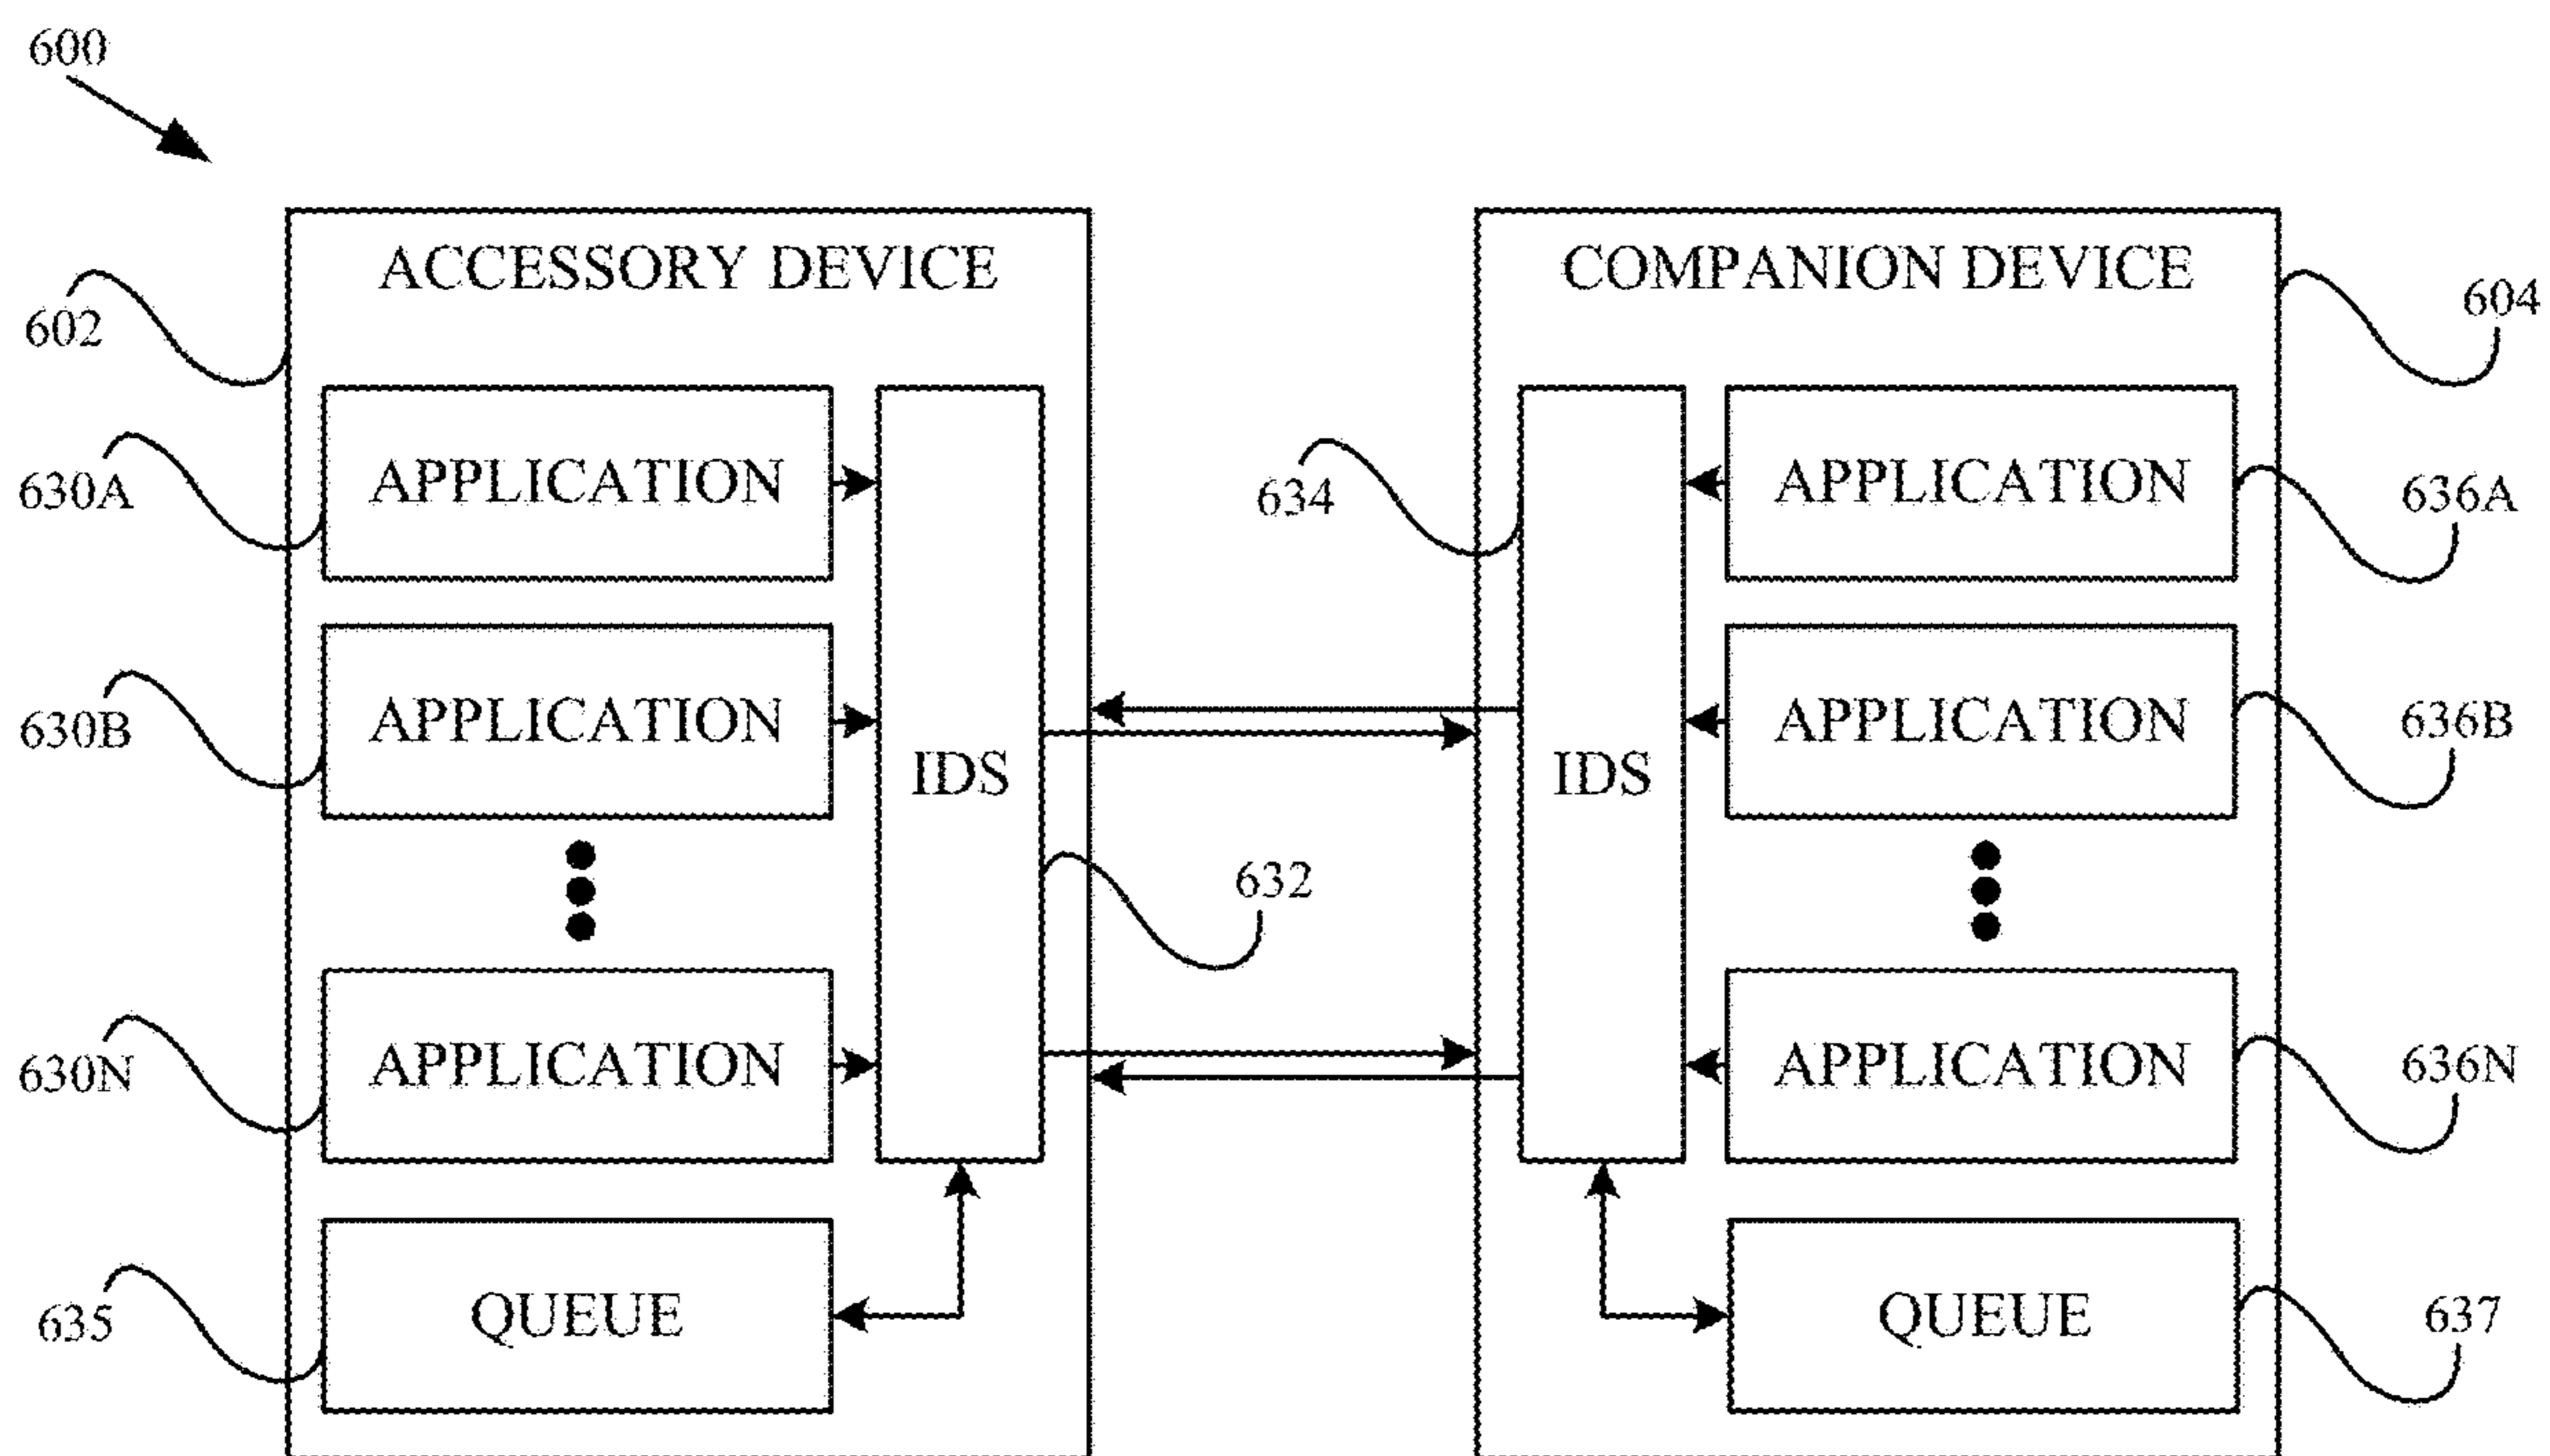 600
ACCESSORY DEVICE
COMPANION DEVICE
602
604
APPLICATION
APPLICATION
630A
634
636A
APPLICATION
APPLICATION
630B
636B
IDS
IDS
632
APPLICATION
APPLICATION
630N
636N
QUEUE
QUEUE
635
637